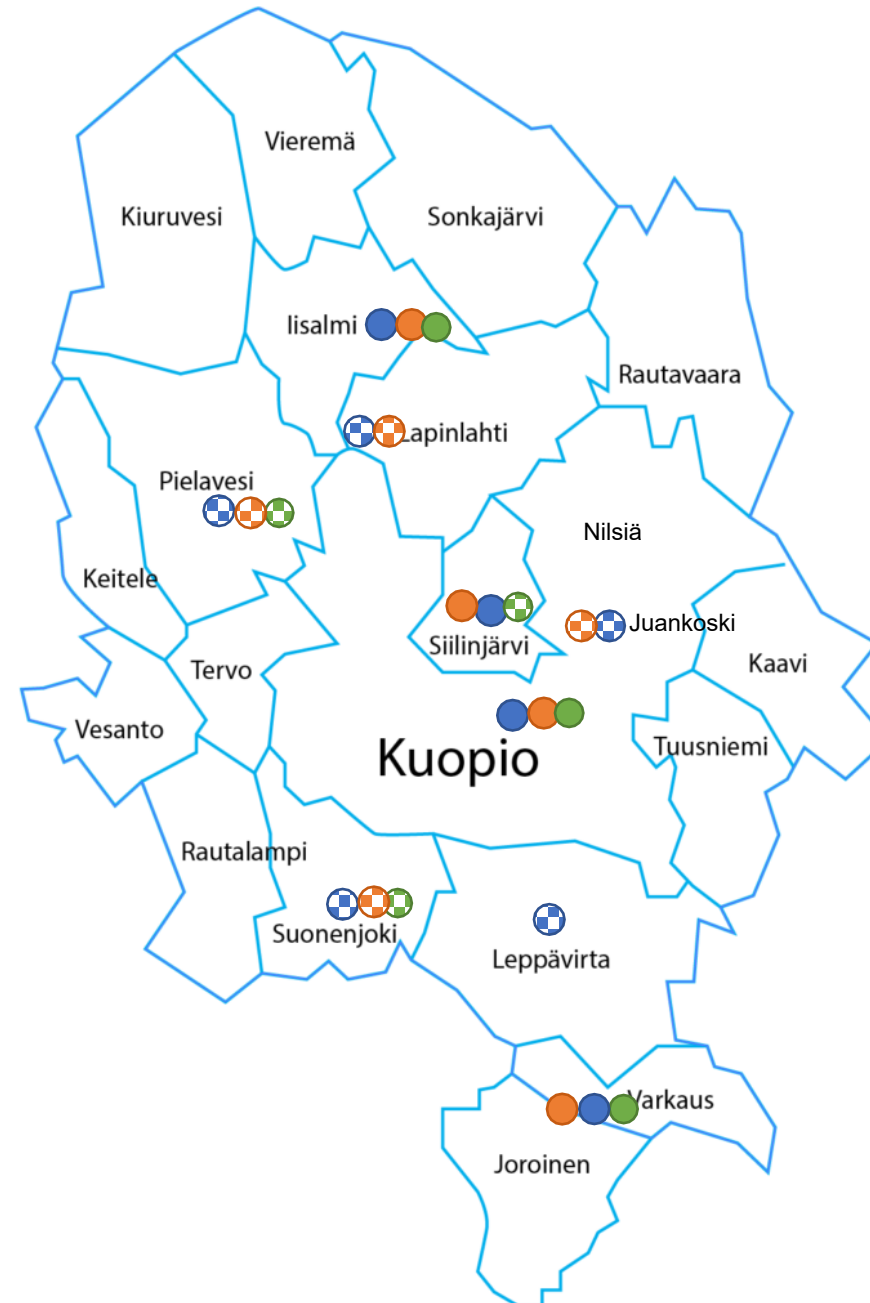 Vieremä
Kiuruvesi
Sonkajärvi
Iisalmi
Rautavaara
Lapinlahti
Pielavesi
Nilsiä
Keitele
Juankoski
Siilinjärvi
Kaavi
Tervo
Vesanto
Tuusniemi
Kuopio
Rautalampi
Suonenjoki
Leppävirta
Varkaus
Joroinen